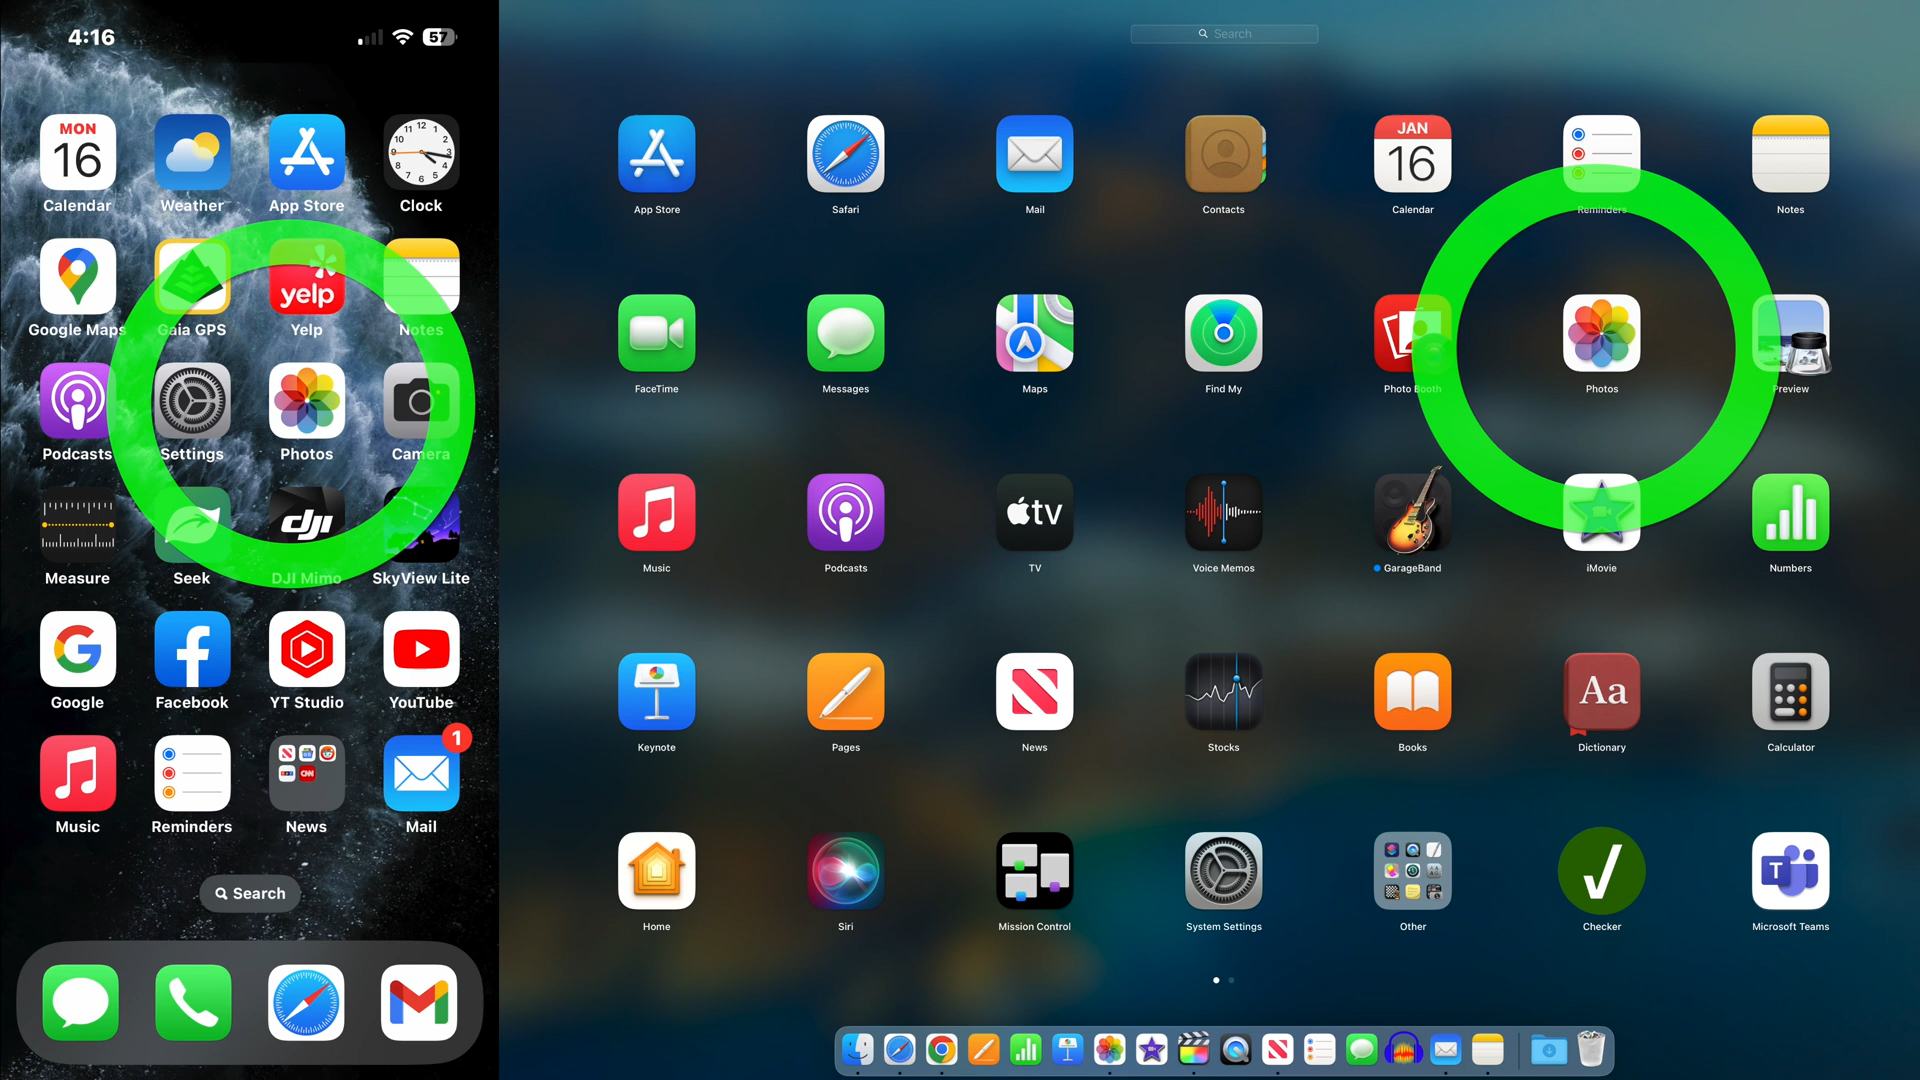 4:16
57
MON
16
12
Calendar
Weather
App Store
Clock
yelp
Google Maps
Gaia GPS
Yelp
Notes
Podcasts
Settings
Photos
Camera
dji
Measure
Seek
DJI Mimo
SkyView Lite
Google
Facebook
YT Studio
YouTube
1
CNN
Music
Reminders
News
Mail
Search
Search
JAN
16
App Store
Safari
Mail
Contacts
Calendar
Reminders
Notes
FaceTime
Messages
Maps
Find My
Photo Booth
Photos
Preview
tv
Music
Podcasts
TV
Voice Memos
GarageBand
iMovie
Numbers
Aa
Keynote
Pages
News
Stocks
Books
Dictionary
Calculator
T
Home
Siri
Mission Control
System Settings
Other
Checker
Microsoft Teams